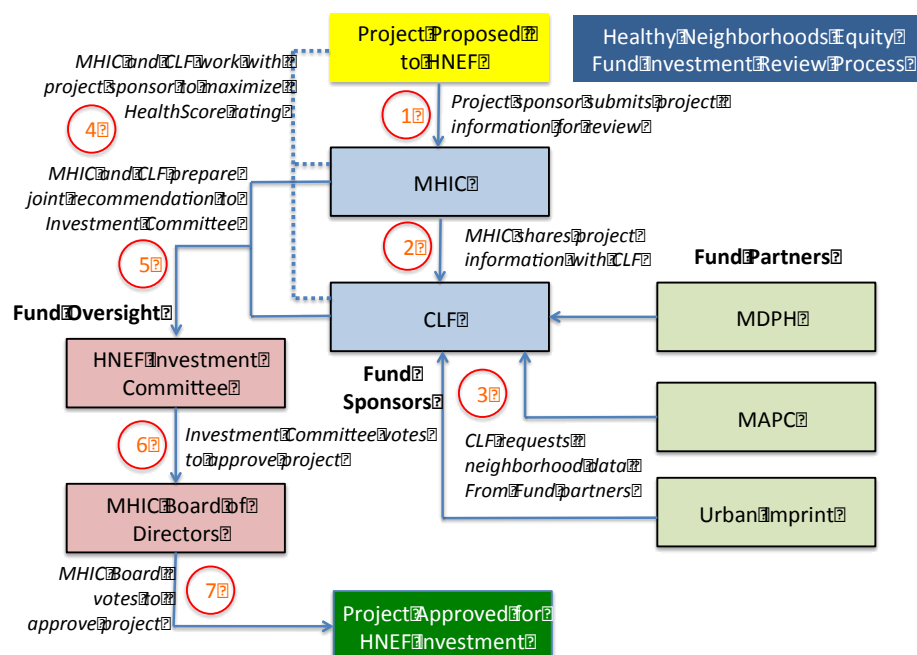 Project Proposed
to HNEF
Healthy Neighborhoods Equity
Fund Investment Review Process
MHIC and CLF work with
project sponsor to maximize
HealthScore rating
4
1
Project sponsor submits project
information for review
MHIC and CLF prepare
joint recommendation to
Investment Committee
MHIC
5
2
MHIC shares project
information with CLF
Fund Partners
Fund Oversight
CLF
MDPH
HNEF Investment
Committee
Fund
Sponsors
3
MAPC
6
Investment Committee votes
to approve project
CLF requests
neighborhood data
From Fund partners
MHIC Board of
Directors
Urban Imprint
MHIC Board
votes to
approve project
7
Project Approved for
HNEF Investment